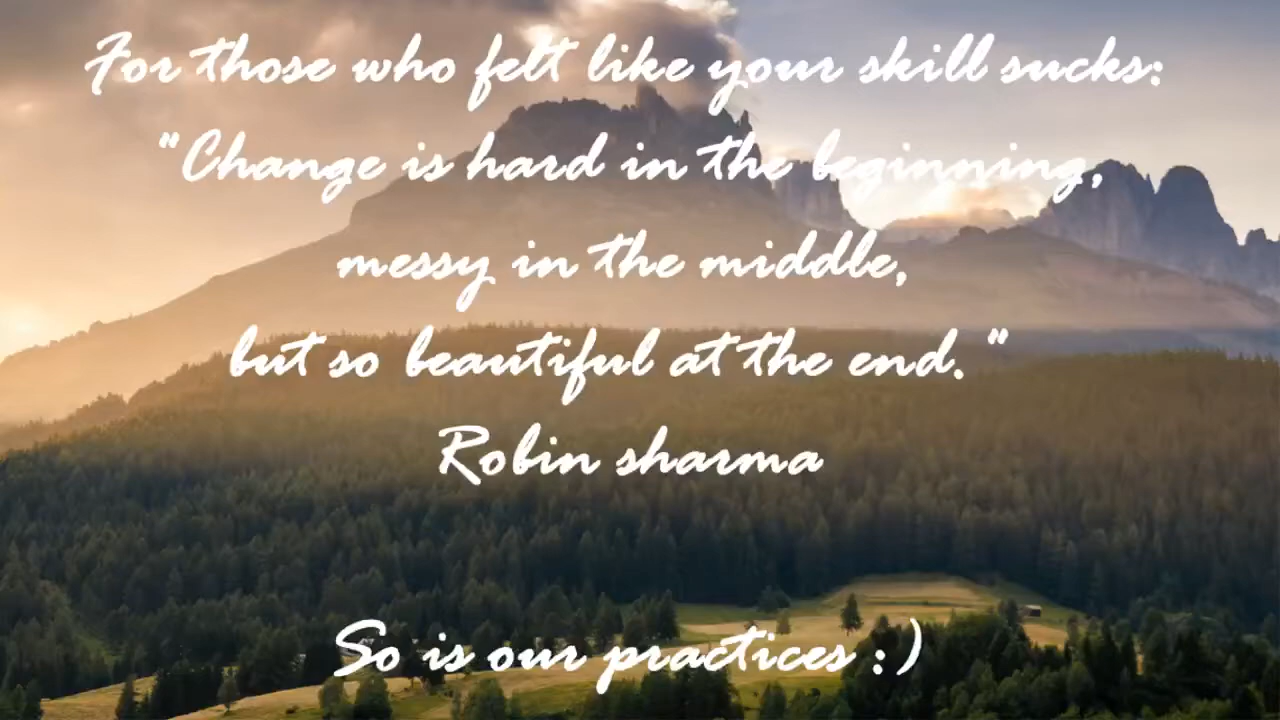 For those who felt like your skill sucks:
"Change is hard in the beginning,
messy in the middle,
but so beautiful at the end."
Robin sharma
So is our practices :)